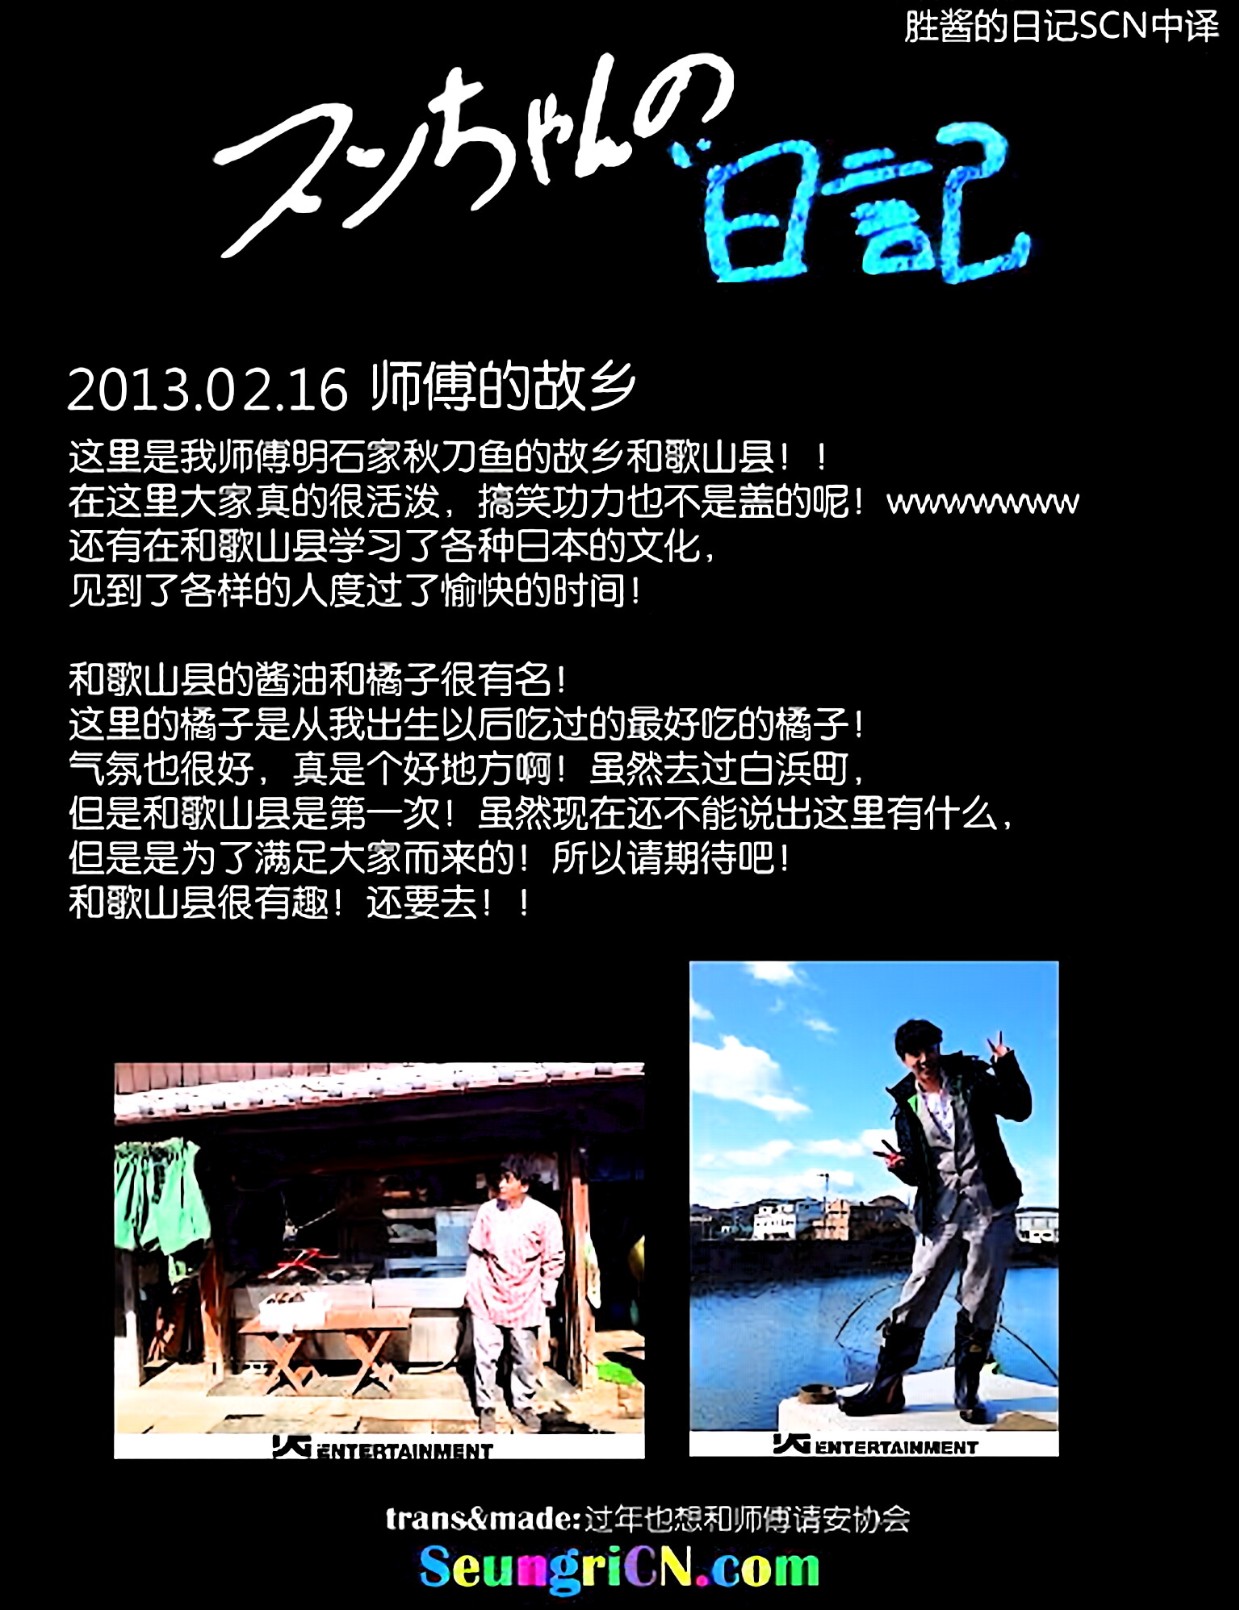 胜酱的日记SCN中译
スンちゃんの
日記
2013.02.16 师傅的故乡
这里是我师傅明石家秋刀鱼的故乡和歌山县！！
在这里大家真的很活泼，搞笑功力也不是盖的呢！wwwwwww
还有在和歌山县学习了各种日本的文化，
见到了各样的人度过了愉快的时间！
和歌山县的酱油和橘子很有名！
这里的橘子是从我出生以后吃过的最好吃的橘子！
气氛也很好，真是个好地方啊！虽然去过白浜町，
但是和歌山县是第一次！虽然现在还不能说出这里有什么，
但是是为了满足大家而来的！所以请期待吧！
和歌山县很有趣！还要去！！
YG ENTERTAINMENT
YG ENTERTAINMENT
trans&made:过年也想和师傅请安协会
SeungriCN.com